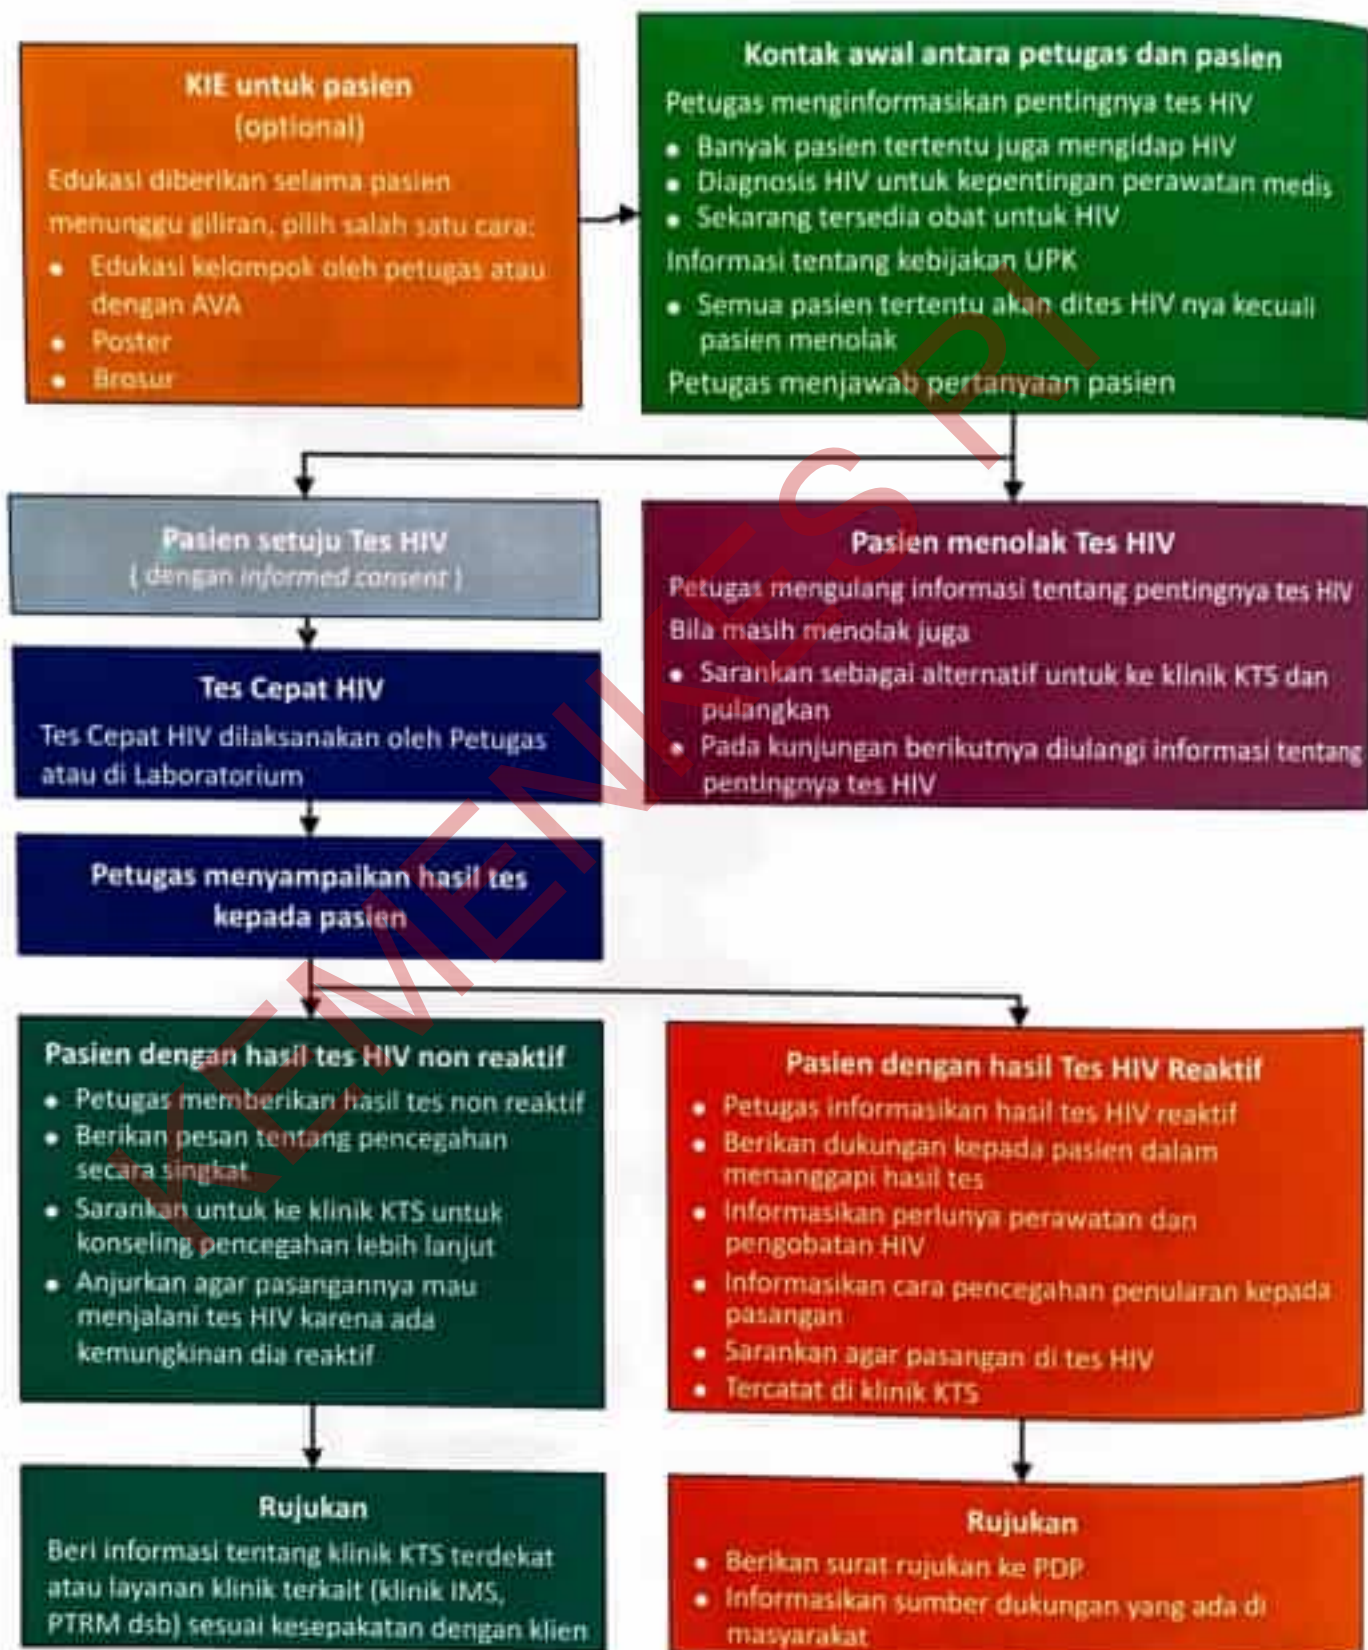 KIE untuk pasien
(optional)
Edukasi diberikan selama pasien
menunggu giliran, pilih salah satu cara:
• Edukasi kelompok oleh petugas atau
dengan AVA
• Poster
• Brosur
Kontak awal antara petugas dan pasien
Petugas menginformasikan pentingnya tes HIV
• Banyak pasien tertentu juga mengidap HIV
• Diagnosis HIV untuk kepentingan perawatan medis
• Sekarang tersedia obat untuk HIV
Informasi tentang kebijakan UPK
• Semua pasien tertentu akan dites HIV nya kecuali
pasien menolak
Petugas menjawab pertanyaan pasien
Pasien setuju Tes HIV
( dengan informed consent )
Pasien menolak Tes HIV
Petugas mengulang informasi tentang pentingnya tes HIV
Bila masih menolak juga
• Sarankan sebagai alternatif untuk ke klinik KTS dan
pulangkan
• Pada kunjungan berikutnya diulangi informasi tentang
pentingnya tes HIV
Tes Cepat HIV
Tes Cepat HIV dilaksanakan oleh Petugas
atau di Laboratorium
Petugas menyampaikan hasil tes
kepada pasien
Pasien dengan hasil tes HIV non reaktif
• Petugas memberikan hasil tes non reaktif
• Berikan pesan tentang pencegahan
secara singkat
• Sarankan untuk ke klinik KTS untuk
konseling pencegahan lebih lanjut
• Anjurkan agar pasangannya mau
menjalani tes HIV karena ada
kemungkinan dia reaktif
Pasien dengan hasil Tes HIV Reaktif
• Petugas informasikan hasil tes HIV reaktif
• Berikan dukungan kepada pasien dalam
menanggapi hasil tes
• Informasikan perlunya perawatan dan
pengobatan HIV
• Informasikan cara pencegahan penularan kepada
pasangan
• Sarankan agar pasangan di tes HIV
• Tercatat di klinik KTS
Rujukan
Beri informasi tentang klinik KTS terdekat
atau layanan klinik terkait (klinik IMS,
PTRM dsb) sesuai kesepakatan dengan klien
Rujukan
• Berikan surat rujukan ke PDP
• Informasikan sumber dukungan yang ada di
masyarakat
KEMENKES RI